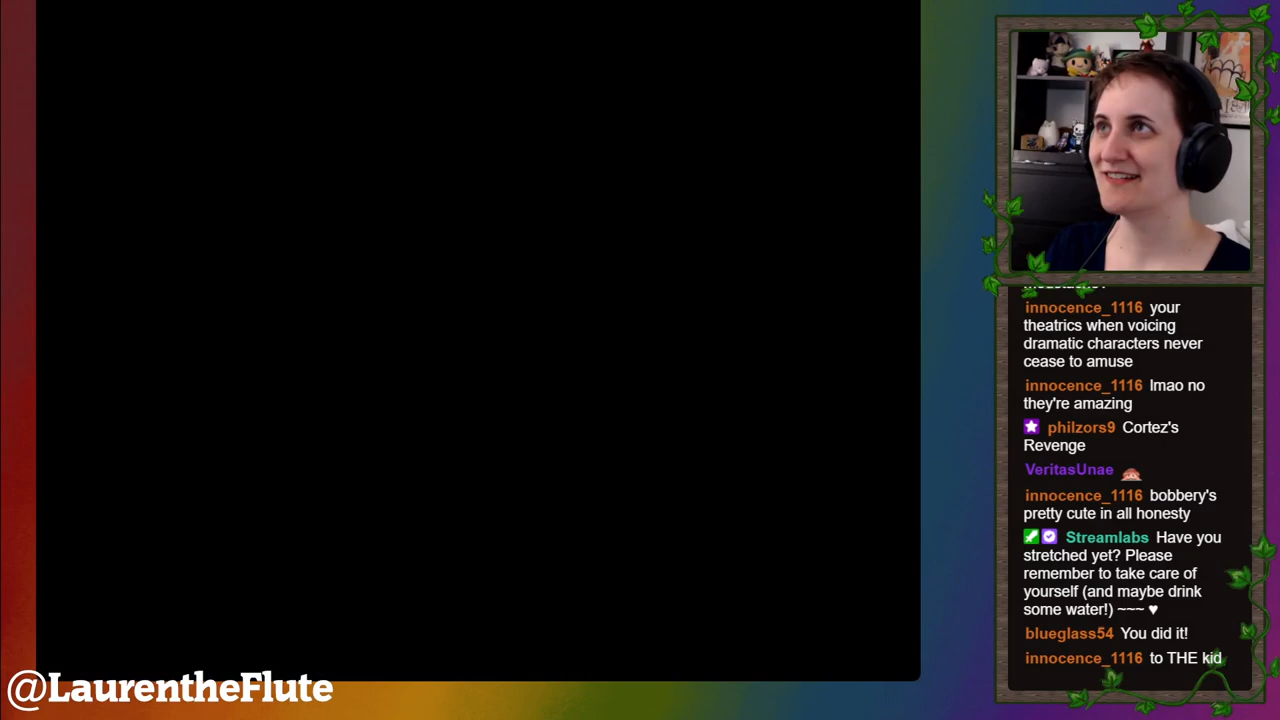 innocence_1116 your
theatrics when voicing
dramatic characters never
cease to amuse
innocence_1116 lmao no
they're amazing
philzors9 Cortez's
Revenge
VeritasUnae
innocence_1116 bobbery's
pretty cute in all honesty
Streamlabs Have you
stretched yet? Please
remember to take care of
yourself (and maybe drink
some water!) ~~~ ♥
blueglass54 You did it!
innocence_1116 to THE kid
@LaurentheFlute